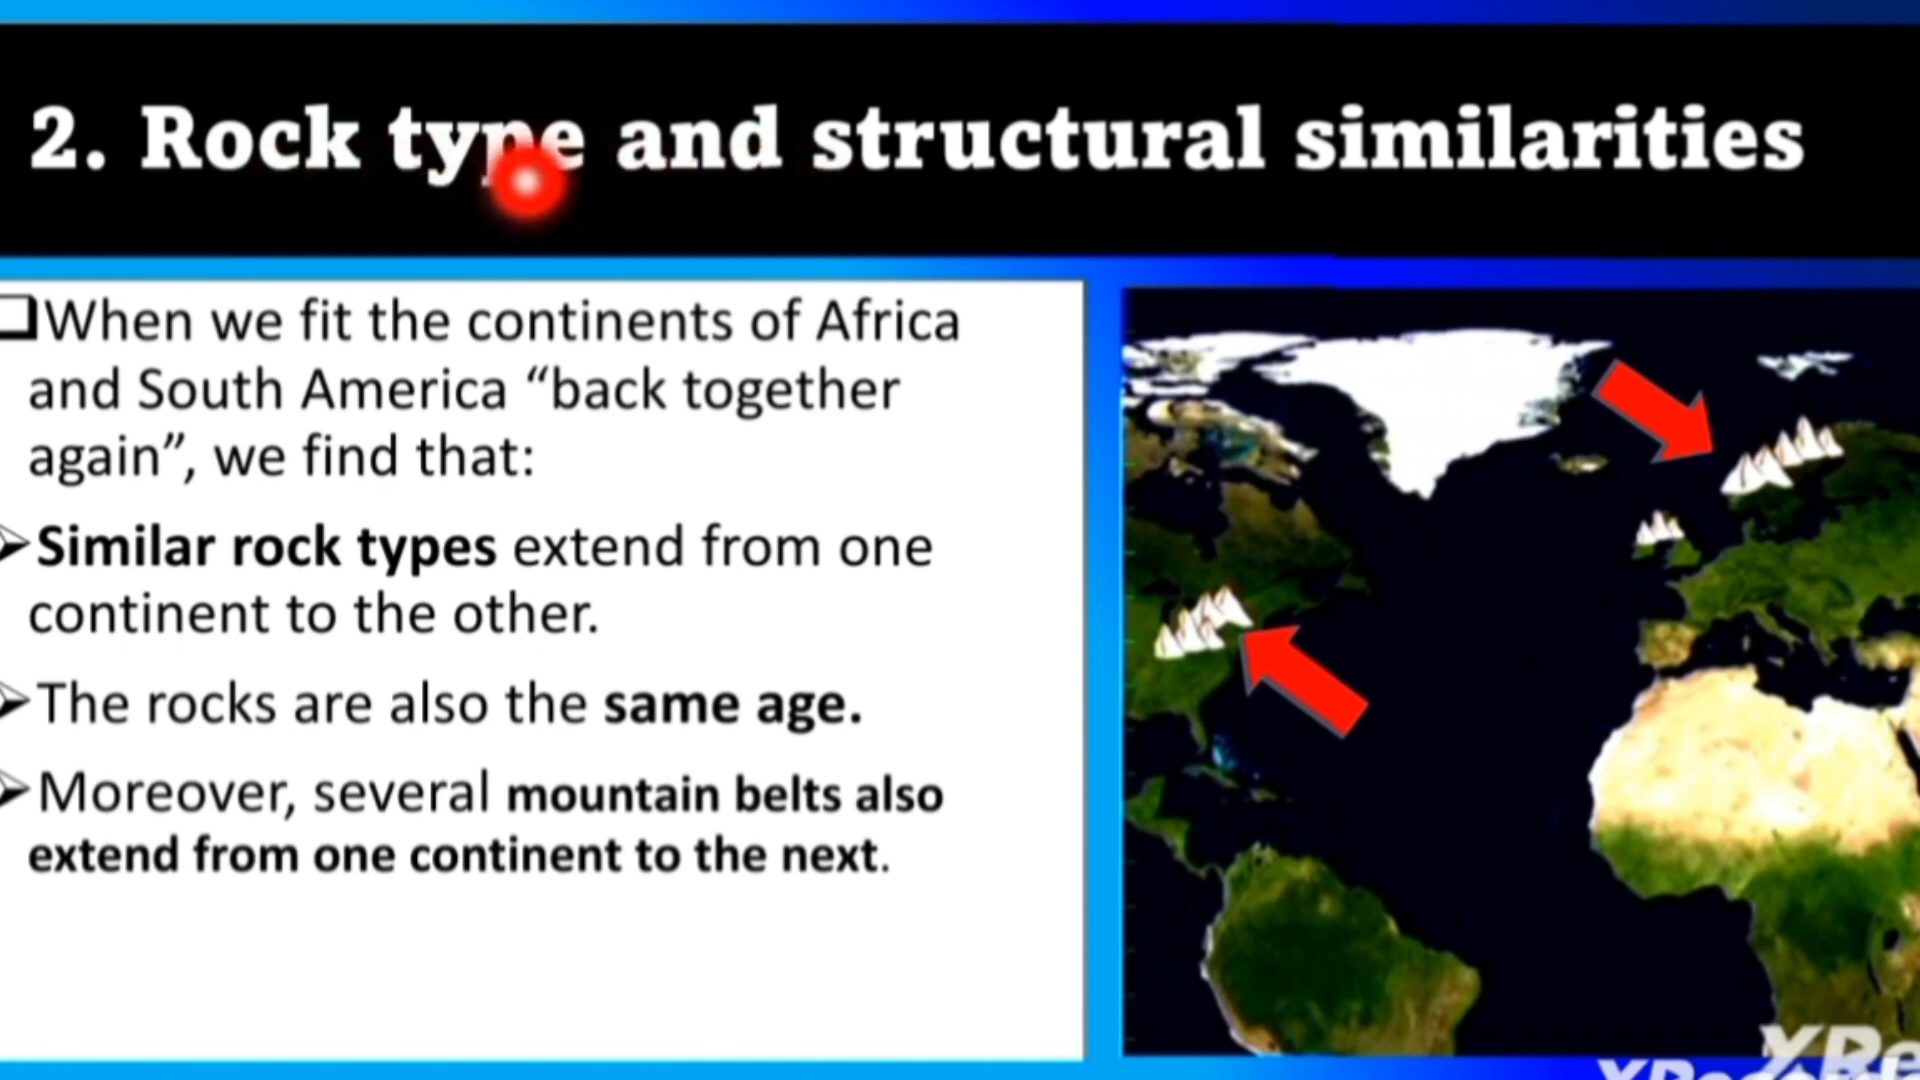 2. Rock type and structural similarities
When we fit the continents of Africa
and South America “back together
again”, we find that:
Similar rock types extend from one
continent to the other.
The rocks are also the same age.
Moreover, several mountain belts also
extend from one continent to the next.